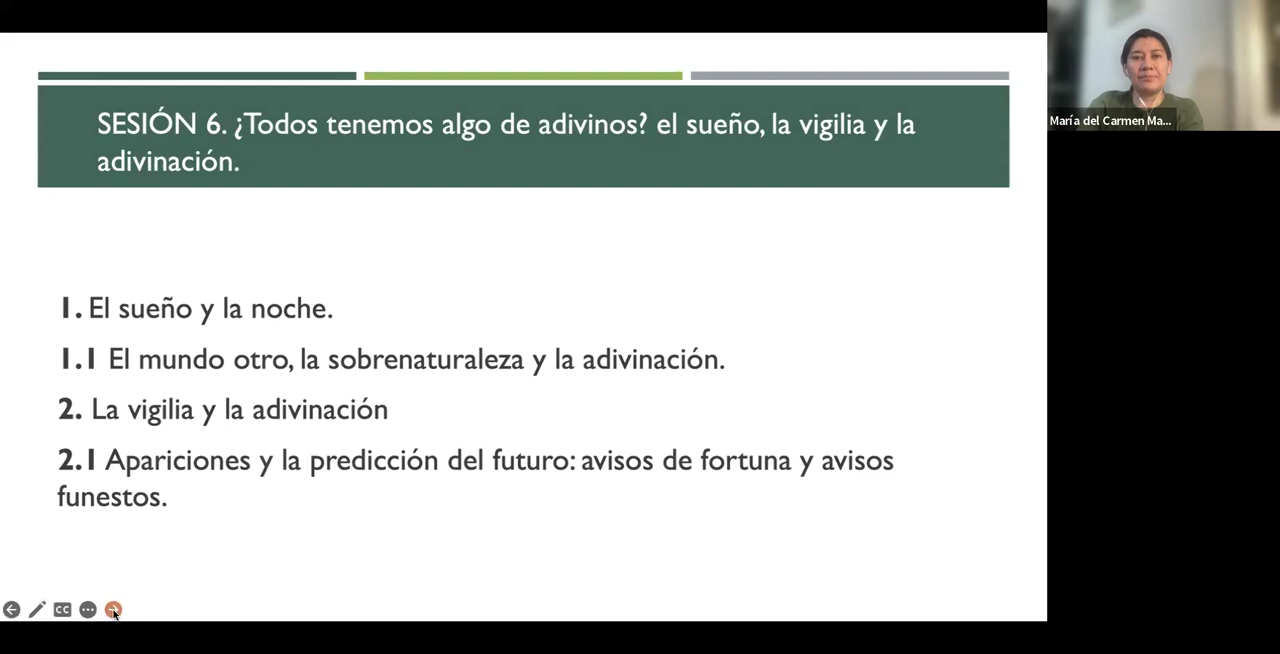 SESIÓN 6. ¿Todos tenemos algo de adivinos? el sueño, la vigilia y la
adivinación.
María del Carmen Ma...
1. El sueño y la noche.
1.1 El mundo otro, la sobrenaturaleza y la adivinación.
2. La vigilia y la adivinación
2.1 Apariciones y la predicción del futuro: avisos de fortuna y avisos
funestos.
CC